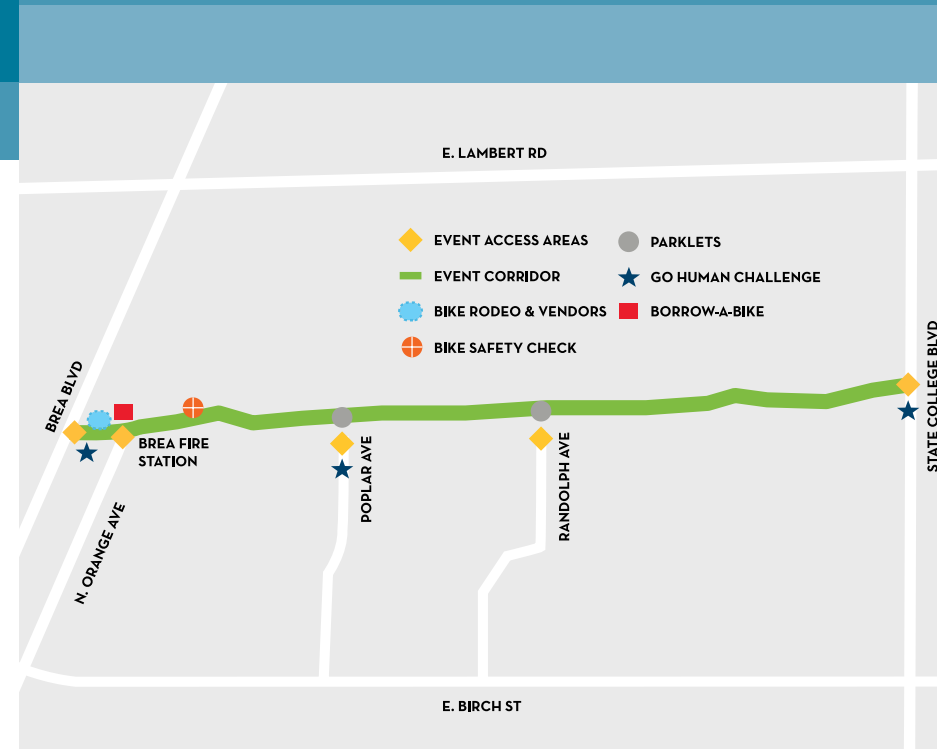 E. LAMBERT RD
EVENT ACCESS AREAS
PARKLETS
EVENT CORRIDOR
GO HUMAN CHALLENGE
BIKE RODEO & VENDORS
BORROW-A-BIKE
BIKE SAFETY CHECK
BREA BLVD
BREA FIRE
STATION
N. ORANGE AVE
POPLAR AVE
RANDOLPH AVE
STATE COLLEGE BLVD
E. BIRCH ST